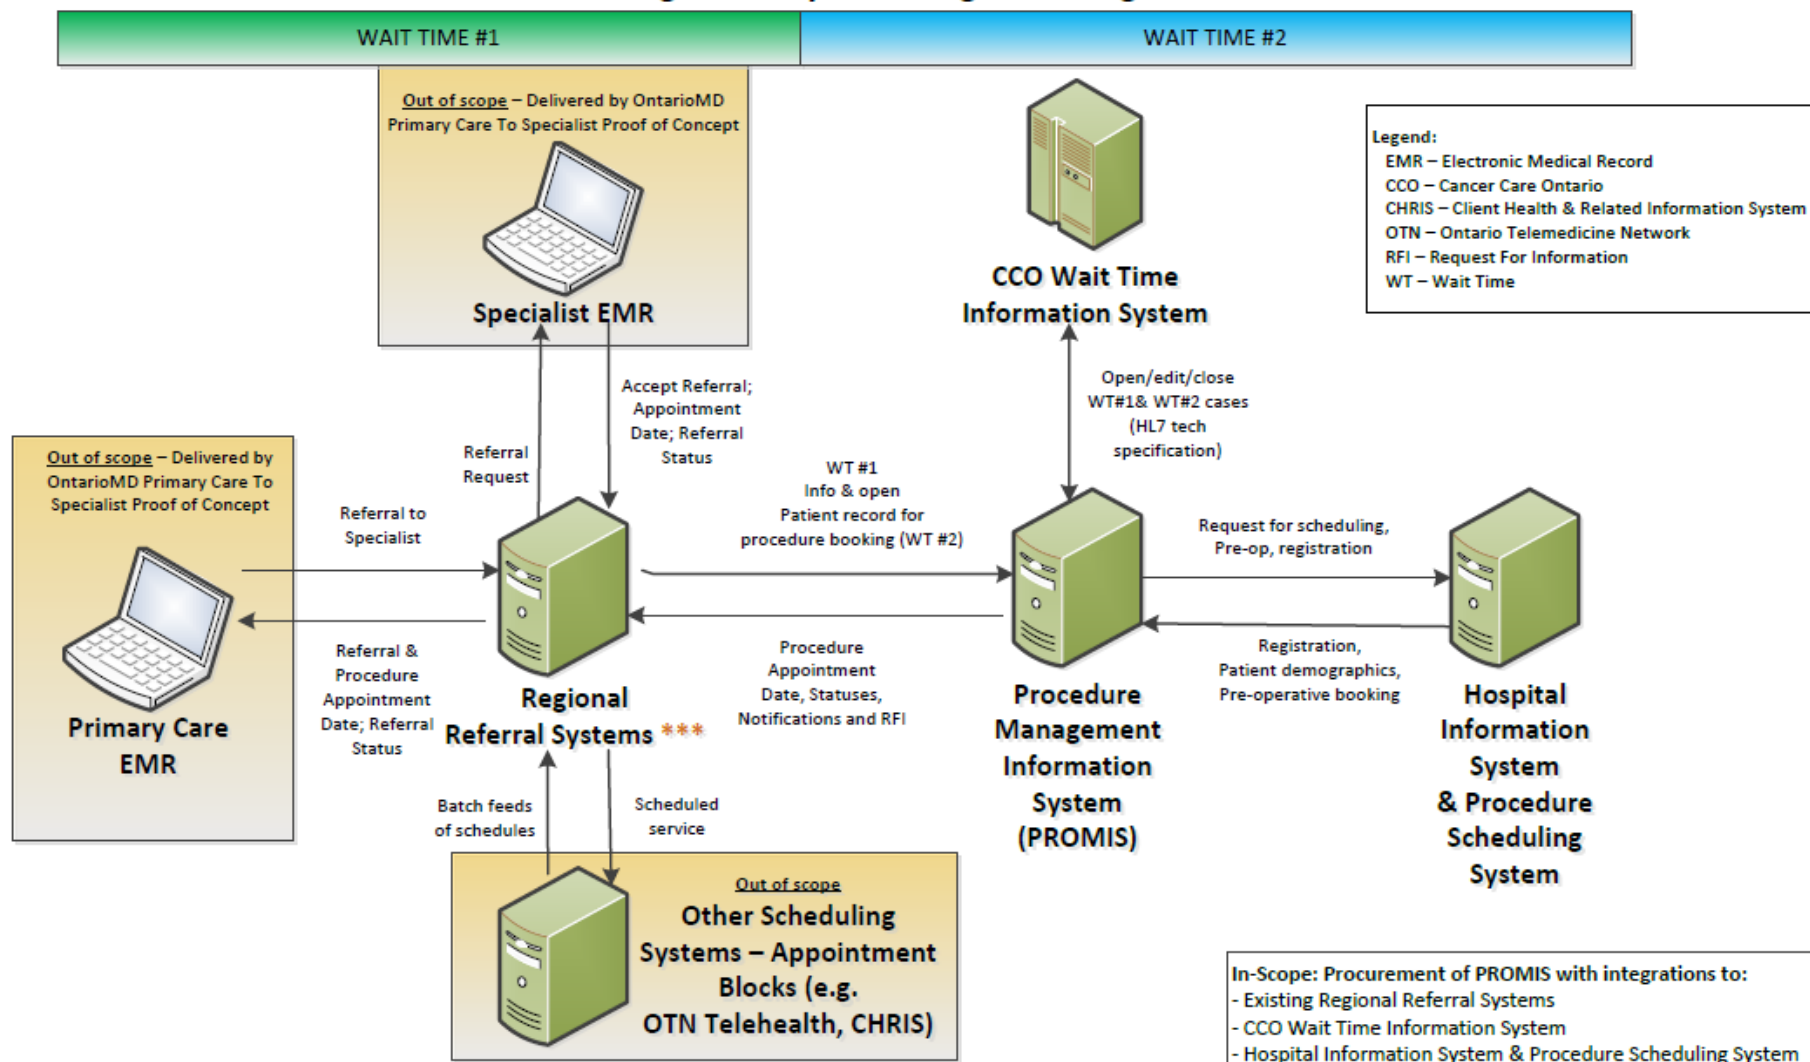 WAIT TIME #1
WAIT TIME #2
Out of scope – Delivered by OntarioMD
Primary Care To Specialist Proof of Concept
Specialist EMR
CCO Wait Time
Information System
Legend:
EMR – Electronic Medical Record
CCO – Cancer Care Ontario
CHRIS – Client Health & Related Information System
OTN – Ontario Telemedicine Network
RFI – Request For Information
WT – Wait Time
Referral
Request
Accept Referral;
Appointment
Date; Referral
Status
Open/edit/close
WT#1& WT#2 cases
(HL7 tech
specification)
Out of scope – Delivered by
OntarioMD Primary Care To
Specialist Proof of Concept
Primary Care
EMR
Referral to
Specialist
Referral &
Procedure
Appointment
Date; Referral
Status
Regional
Referral Systems ***
WT #1
Info & open
Patient record for
procedure booking (WT #2)
Procedure
Appointment
Date, Statuses,
Notifications and RFI
Procedure
Management
Information
System
(PROMIS)
Request for scheduling,
Pre-op, registration
Registration,
Patient demographics,
Pre-operative booking
Hospital
Information
System
& Procedure
Scheduling
System
Batch feeds
of schedules
Scheduled
service
Out of scope
Other Scheduling
Systems – Appointment
Blocks (e.g.
OTN Telehealth, CHRIS)
In-Scope: Procurement of PROMIS with integrations to:
- Existing Regional Referral Systems
- CCO Wait Time Information System
- Hospital Information System & Procedure Scheduling System